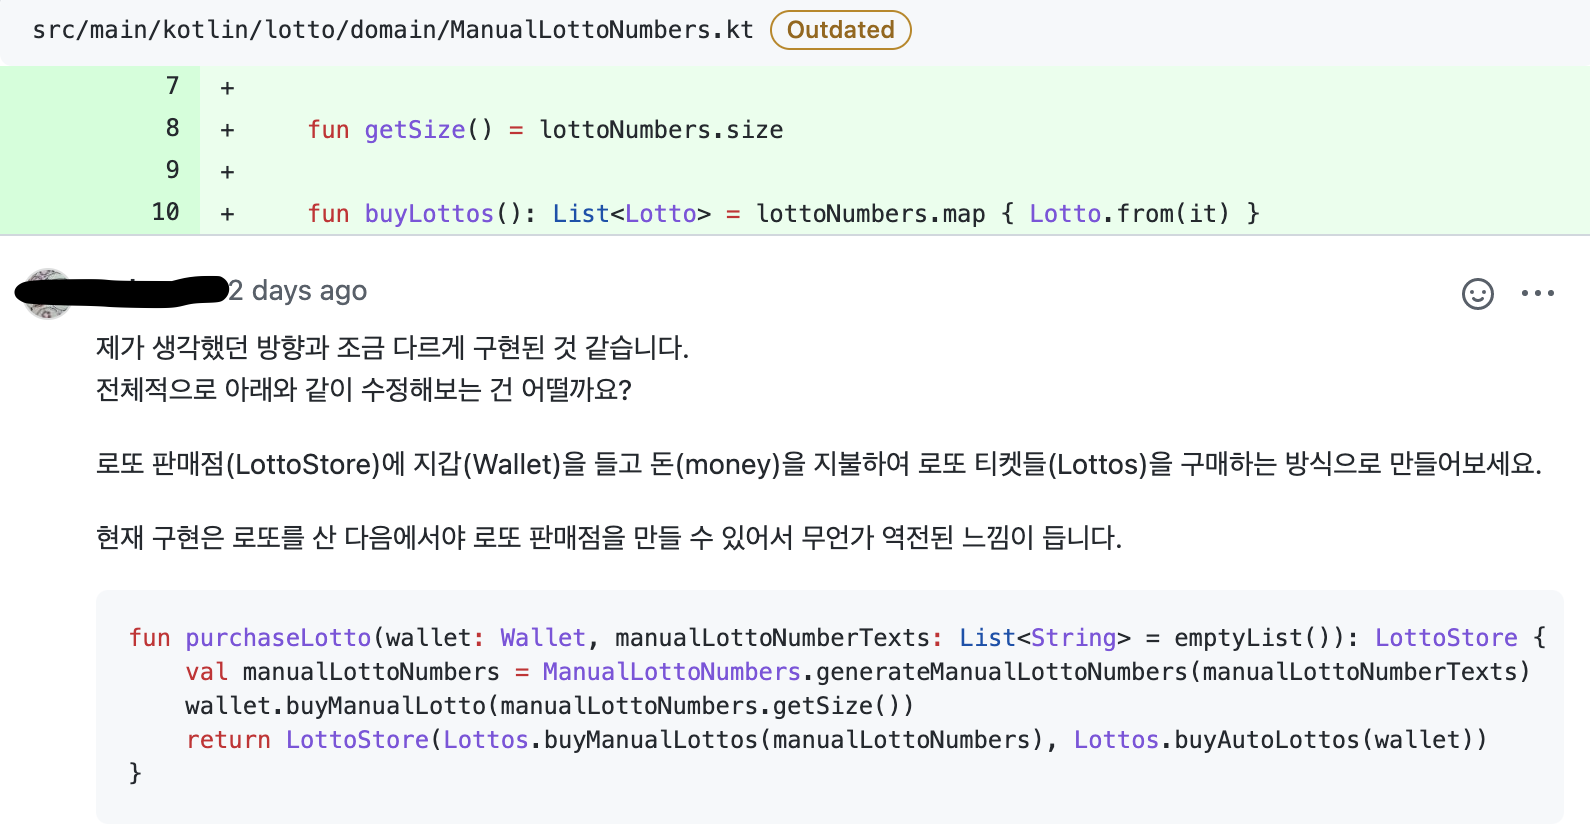 src/main/kotlin/lotto/domain/ManualLottoNumbers.kt Outdated
7 +
8 + fun getSize() = lottoNumbers.size
9 +
10 + fun buyLottos(): List<Lotto> = lottoNumbers.map { Lotto.from(it) }
2 days ago
제가 생각했던 방향과 조금 다르게 구현된 것 같습니다.
전체적으로 아래와 같이 수정해보는 건 어떨까요?
로또 판매점(LottoStore)에 지갑(Wallet)을 들고 돈(money)을 지불하여 로또 티켓들(Lottos)을 구매하는 방식으로 만들어보세요.
현재 구현은 로또를 산 다음에서야 로또 판매점을 만들 수 있어서 무언가 역전된 느낌이 듭니다.
fun purchaseLotto(wallet: Wallet, manualLottoNumberTexts: List<String> = emptyList()): LottoStore {
val manualLottoNumbers = ManualLottoNumbers.generateManualLottoNumbers(manualLottoNumberTexts)
wallet.buyManualLotto(manualLottoNumbers.getSize())
return LottoStore(Lottos.buyManualLottos(manualLottoNumbers), Lottos.buyAutoLottos(wallet))
}